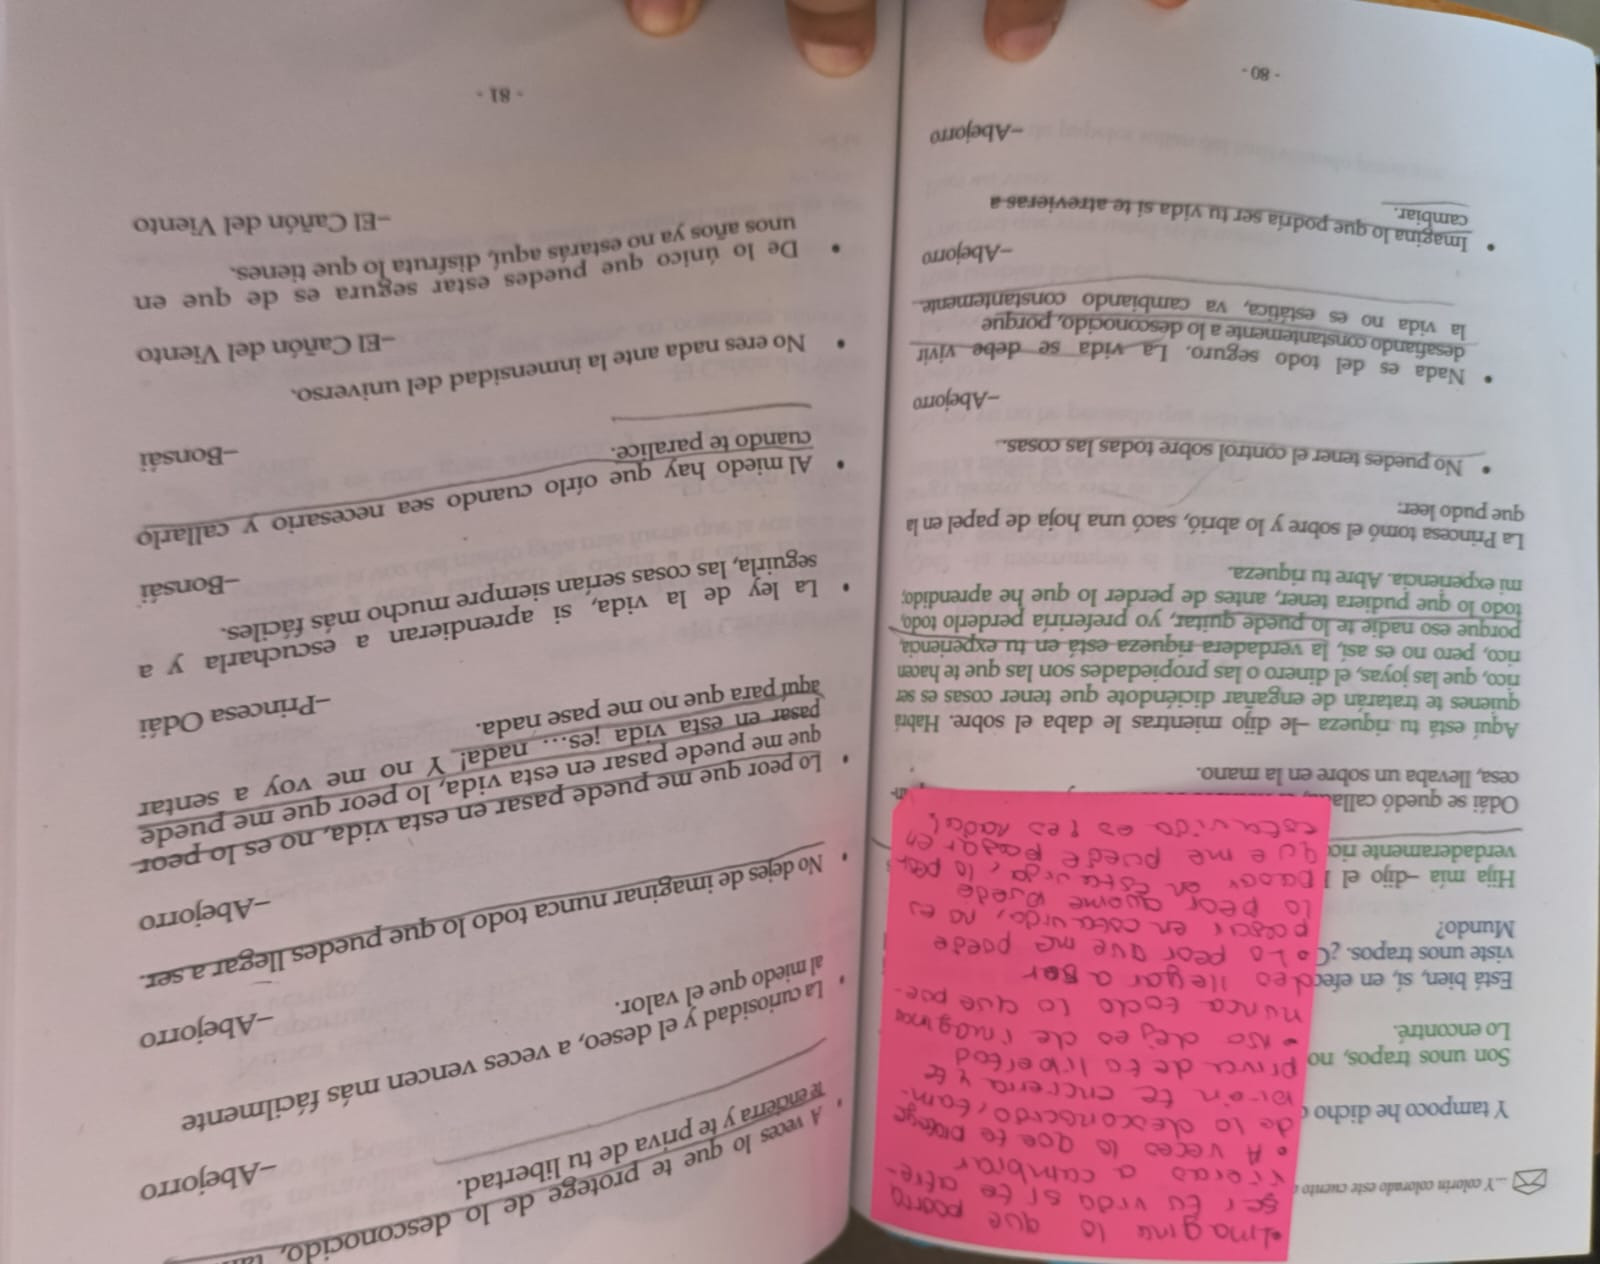 ...Y colorín colorado este cuento
Y tampoco he dicho
Son unos trapos, no
Lo encontré.
Está bien, sí, en efec
viste unos trapos. ¿C
Mundo?
Hija mía –dijo el
verdaderamente ric
Odái se quedó calla
cesa, llevaba un sobre en la mano.
Aquí está tu riqueza –le dijo mientras le daba el sobre. Habrá
quienes te tratarán de engañar diciéndote que tener cosas es ser
rico, que las joyas, el dinero o las propiedades son las que te hacen
rico, pero no es así, la verdadera riqueza está en tu experiencia,
porque eso nadie te lo puede quitar, yo preferiría perderlo todo,
todo lo que pudiera tener, antes de perder lo que he aprendido;
mi experiencia. Abre tu riqueza.
La Princesa tomó el sobre y lo abrió, sacó una hoja de papel en la
que pudo leer:
• No puedes tener el control sobre todas las cosas.
–Abejorro
• Nada es del todo seguro. La vida se debe vivir
desafiando constantemente a lo desconocido, porque
la vida no es estática, va cambiando constantemente.
–Abejorro
• Imagina lo que podría ser tu vida si te atrevieras a
cambiar.
–Abejorro
- 80 -
• Imagina lo que podria
ser tu vida si te atre-
vieras a cambiar
• A veces lo que te protege
de lo desconocido, tam-
bién te encierra y te
priva de tu libertad
• No dejes de imaginar
nunca todo lo que pue-
des llegar a ser
• Lo peor que me puede
pasar en esta vida, no es
lo peor que me puede
pasar en esta vida, lo peor
que me puede pasar en
esta vida es ¡es nada!
• A veces lo que te protege de lo desconocido,
te encierra y te priva de tu libertad.
–Abejorro
• La curiosidad y el deseo, a veces vencen más fácilmente
al miedo que el valor.
–Abejorro
• No dejes de imaginar nunca todo lo que puedes llegar a ser.
–Abejorro
• Lo peor que me puede pasar en esta vida, no es lo peor
que me puede pasar en esta vida, lo peor que me puede
pasar en esta vida ¡es... nada! Y no me voy a sentar
aquí para que no me pase nada.
–Princesa Odái
• La ley de la vida, si aprendieran a escucharla y a
seguirla, las cosas serían siempre mucho más fáciles.
–Bonsái
• Al miedo hay que oírlo cuando sea necesario y callarlo
cuando te paralice.
–Bonsái
• No eres nada ante la inmensidad del universo.
–El Cañón del Viento
• De lo único que puedes estar segura es de que en
unos años ya no estarás aquí, disfruta lo que tienes.
–El Cañón del Viento
- 81 -